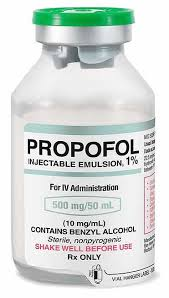 PROPOFOL
INJECTABLE EMULSION, 1%
For IV Administration
500 mg/50 mL
(10 mg/mL)
CONTAINS BENZYL ALCOHOL
Sterile, nonpyrogenic
SHAKE WELL BEFORE USE
Rx ONLY